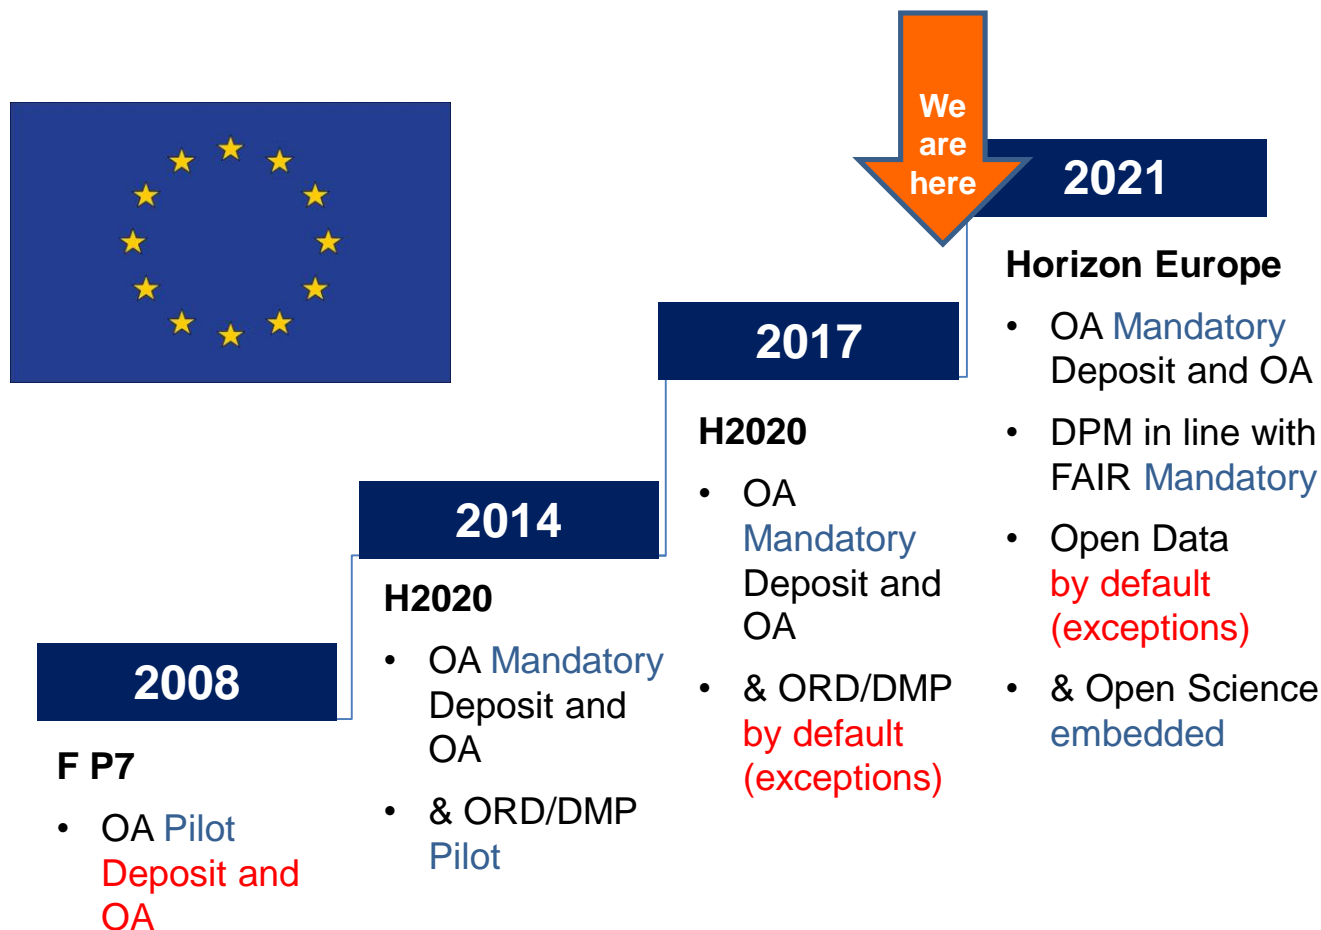 We
are
here
2021
Horizon Europe
• OA Mandatory
Deposit and OA
• DPM in line with
FAIR Mandatory
• Open Data
by default
(exceptions)
• & Open Science
embedded
2017
H2020
• OA
Mandatory
Deposit and
OA
• & ORD/DMP
by default
(exceptions)
2014
H2020
• OA Mandatory
Deposit and
OA
• & ORD/DMP
Pilot
2008
F P7
• OA Pilot
Deposit and
OA